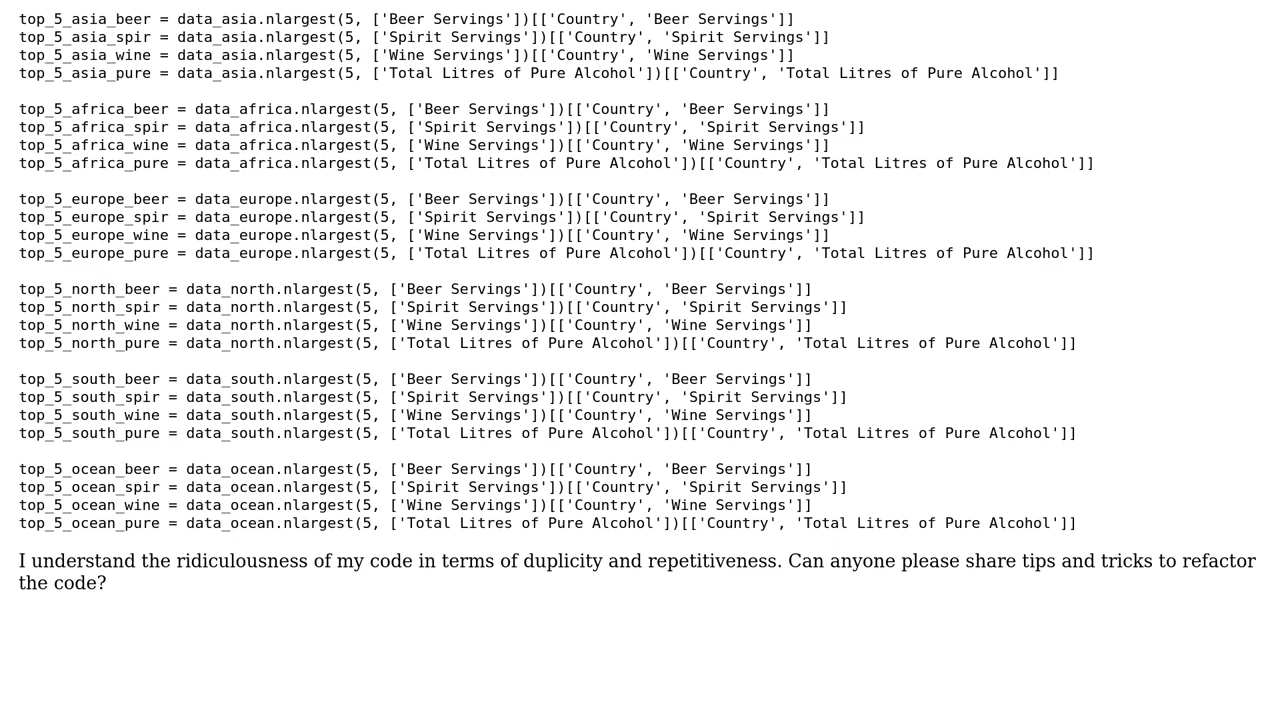 top_5_asia_beer = data_asia.nlargest(5, ['Beer Servings'])[['Country', 'Beer Servings']]
top_5_asia_spir = data_asia.nlargest(5, ['Spirit Servings'])[['Country', 'Spirit Servings']]
top_5_asia_wine = data_asia.nlargest(5, ['Wine Servings'])[['Country', 'Wine Servings']]
top_5_asia_pure = data_asia.nlargest(5, ['Total Litres of Pure Alcohol'])[['Country', 'Total Litres of Pure Alcohol']]

top_5_africa_beer = data_africa.nlargest(5, ['Beer Servings'])[['Country', 'Beer Servings']]
top_5_africa_spir = data_africa.nlargest(5, ['Spirit Servings'])[['Country', 'Spirit Servings']]
top_5_africa_wine = data_africa.nlargest(5, ['Wine Servings'])[['Country', 'Wine Servings']]
top_5_africa_pure = data_africa.nlargest(5, ['Total Litres of Pure Alcohol'])[['Country', 'Total Litres of Pure Alcohol']]

top_5_europe_beer = data_europe.nlargest(5, ['Beer Servings'])[['Country', 'Beer Servings']]
top_5_europe_spir = data_europe.nlargest(5, ['Spirit Servings'])[['Country', 'Spirit Servings']]
top_5_europe_wine = data_europe.nlargest(5, ['Wine Servings'])[['Country', 'Wine Servings']]
top_5_europe_pure = data_europe.nlargest(5, ['Total Litres of Pure Alcohol'])[['Country', 'Total Litres of Pure Alcohol']]

top_5_north_beer = data_north.nlargest(5, ['Beer Servings'])[['Country', 'Beer Servings']]
top_5_north_spir = data_north.nlargest(5, ['Spirit Servings'])[['Country', 'Spirit Servings']]
top_5_north_wine = data_north.nlargest(5, ['Wine Servings'])[['Country', 'Wine Servings']]
top_5_north_pure = data_north.nlargest(5, ['Total Litres of Pure Alcohol'])[['Country', 'Total Litres of Pure Alcohol']]

top_5_south_beer = data_south.nlargest(5, ['Beer Servings'])[['Country', 'Beer Servings']]
top_5_south_spir = data_south.nlargest(5, ['Spirit Servings'])[['Country', 'Spirit Servings']]
top_5_south_wine = data_south.nlargest(5, ['Wine Servings'])[['Country', 'Wine Servings']]
top_5_south_pure = data_south.nlargest(5, ['Total Litres of Pure Alcohol'])[['Country', 'Total Litres of Pure Alcohol']]

top_5_ocean_beer = data_ocean.nlargest(5, ['Beer Servings'])[['Country', 'Beer Servings']]
top_5_ocean_spir = data_ocean.nlargest(5, ['Spirit Servings'])[['Country', 'Spirit Servings']]
top_5_ocean_wine = data_ocean.nlargest(5, ['Wine Servings'])[['Country', 'Wine Servings']]
top_5_ocean_pure = data_ocean.nlargest(5, ['Total Litres of Pure Alcohol'])[['Country', 'Total Litres of Pure Alcohol']]

I understand the ridiculousness of my code in terms of duplicity and repetitiveness. Can anyone please share tips and tricks to refactor
the code?